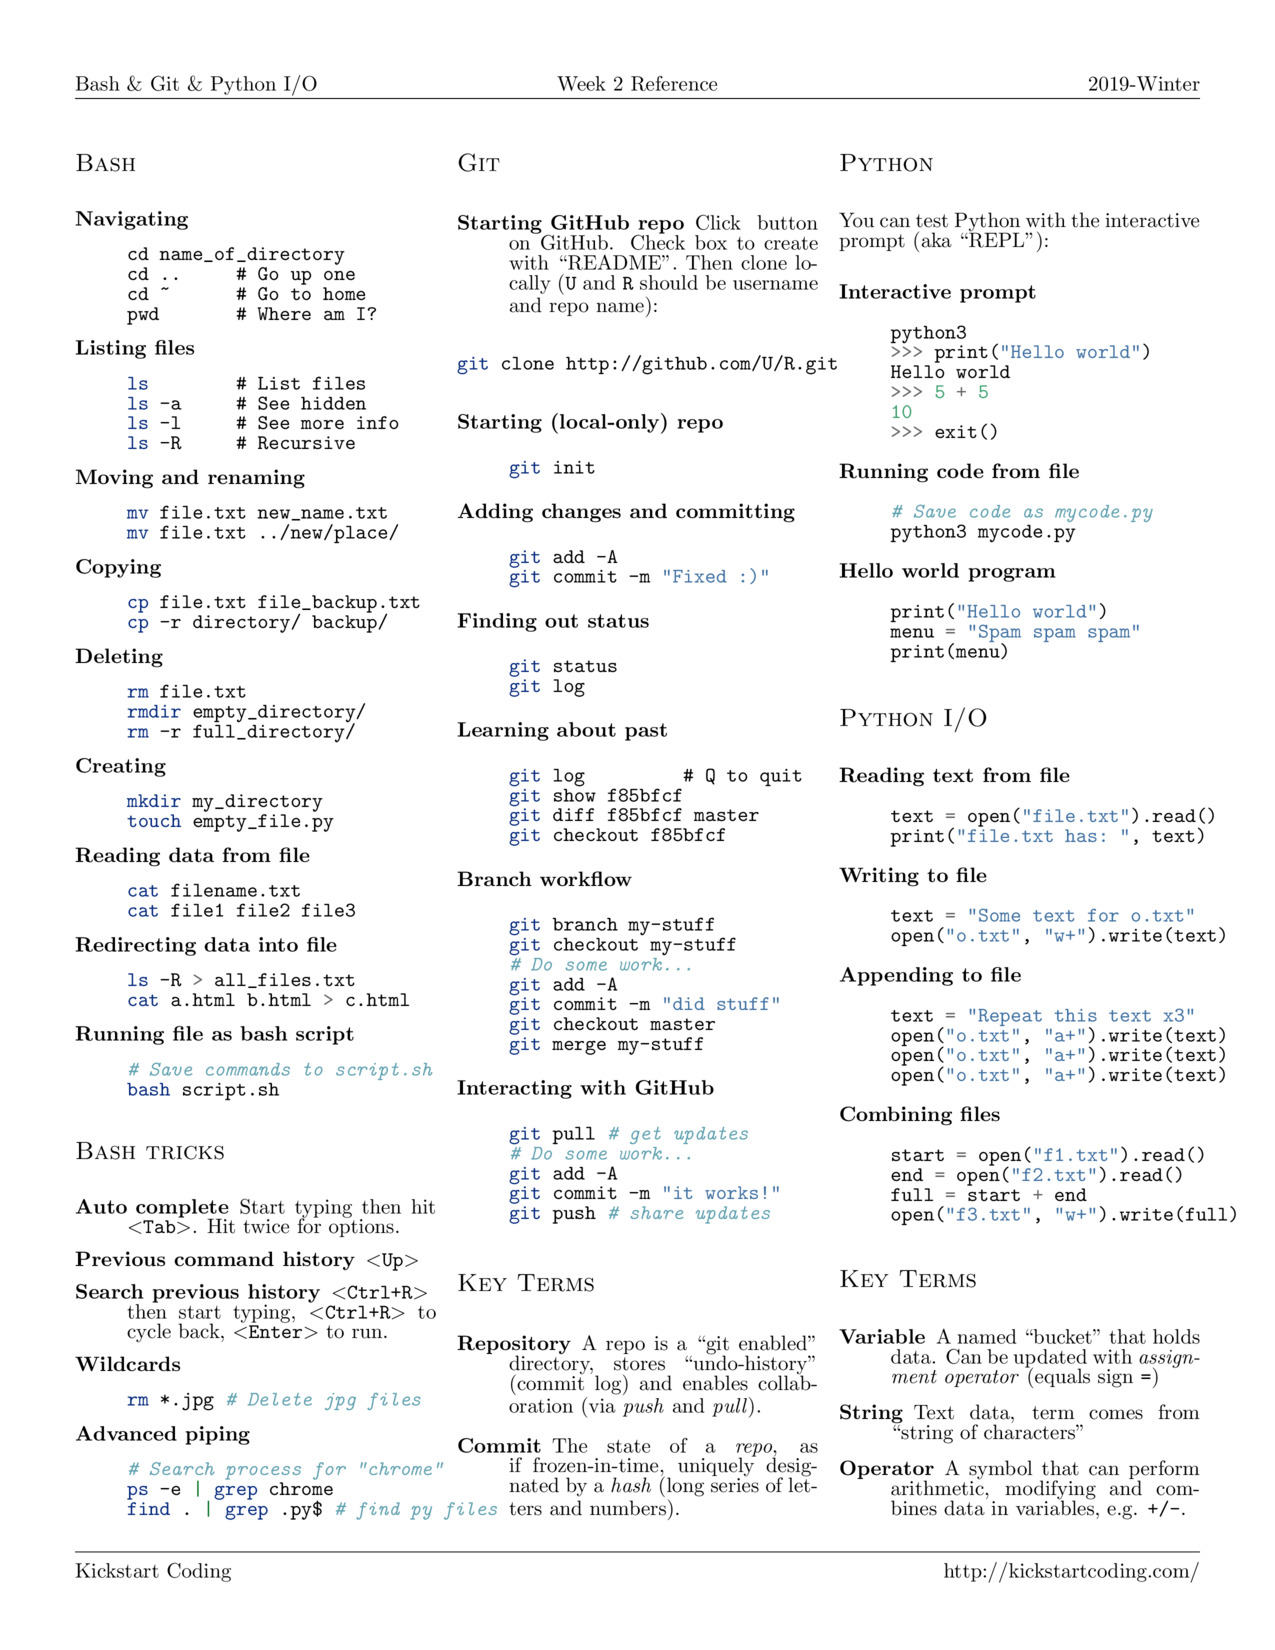 Bash & Git & Python I/O
Week 2 Reference
2019-Winter
Bash
Navigating
cd name_of_directory
cd ..     # Go up one
cd ~      # Go to home
pwd       # Where am I?
Listing files
ls        # List files
ls -a     # See hidden
ls -l     # See more info
ls -R     # Recursive
Moving and renaming
mv file.txt new_name.txt
mv file.txt ../new/place/
Copying
cp file.txt file_backup.txt
cp -r directory/ backup/
Deleting
rm file.txt
rmdir empty_directory/
rm -r full_directory/
Creating
mkdir my_directory
touch empty_file.py
Reading data from file
cat filename.txt
cat file1 file2 file3
Redirecting data into file
ls -R > all_files.txt
cat a.html b.html > c.html
Running file as bash script
# Save commands to script.sh
bash script.sh
Bash tricks
Auto complete Start typing then hit
<Tab>. Hit twice for options.
Previous command history <Up>
Search previous history <Ctrl+R>
then start typing, <Ctrl+R> to
cycle back, <Enter> to run.
Wildcards
rm *.jpg # Delete jpg files
Advanced piping
# Search process for "chrome"
ps -e | grep chrome
find . | grep .py$ # find py files
Git
Starting GitHub repo Click button
on GitHub. Check box to create
with “README”. Then clone lo-
cally (U and R should be username
and repo name):
git clone http://github.com/U/R.git
Starting (local-only) repo
git init
Adding changes and committing
git add -A
git commit -m "Fixed :)"
Finding out status
git status
git log
Learning about past
git log         # Q to quit
git show f85bfcf
git diff f85bfcf master
git checkout f85bfcf
Branch workflow
git branch my-stuff
git checkout my-stuff
# Do some work...
git add -A
git commit -m "did stuff"
git checkout master
git merge my-stuff
Interacting with GitHub
git pull # get updates
# Do some work...
git add -A
git commit -m "it works!"
git push # share updates
Key Terms
Repository A repo is a “git enabled”
directory, stores “undo-history”
(commit log) and enables collab-
oration (via push and pull).
Commit The state of a repo, as
if frozen-in-time, uniquely desig-
nated by a hash (long series of let-
ters and numbers).
Python
You can test Python with the interactive
prompt (aka “REPL”):
Interactive prompt
python3
>>> print("Hello world")
Hello world
>>> 5 + 5
10
>>> exit()
Running code from file
# Save code as mycode.py
python3 mycode.py
Hello world program
print("Hello world")
menu = "Spam spam spam"
print(menu)
Python I/O
Reading text from file
text = open("file.txt").read()
print("file.txt has: ", text)
Writing to file
text = "Some text for o.txt"
open("o.txt", "w+").write(text)
Appending to file
text = "Repeat this text x3"
open("o.txt", "a+").write(text)
open("o.txt", "a+").write(text)
open("o.txt", "a+").write(text)
Combining files
start = open("f1.txt").read()
end = open("f2.txt").read()
full = start + end
open("f3.txt", "w+").write(full)
Key Terms
Variable A named “bucket” that holds
data. Can be updated with assign-
ment operator (equals sign =)
String Text data, term comes from
“string of characters”
Operator A symbol that can perform
arithmetic, modifying and com-
bines data in variables, e.g. +/-.
Kickstart Coding
http://kickstartcoding.com/